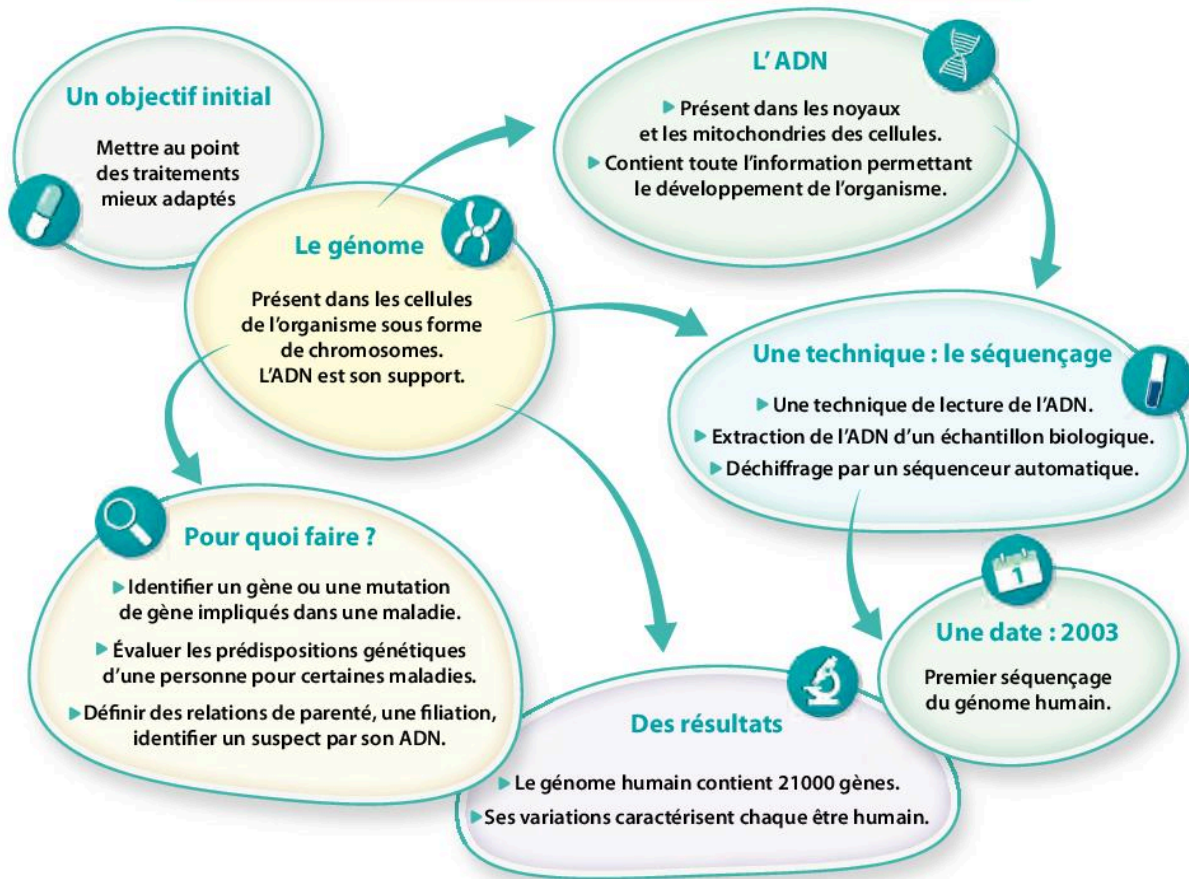 Un objectif initial
Mettre au point
des traitements
mieux adaptés
L'ADN
▶ Présent dans les noyaux
et les mitochondries des cellules.
▶ Contient toute l'information permettant
le développement de l'organisme.
Le génome
Présent dans les cellules
de l'organisme sous forme
de chromosomes.
L'ADN est son support.
Une technique : le séquençage
▶ Une technique de lecture de l'ADN.
▶ Extraction de l'ADN d'un échantillon biologique.
▶ Déchiffrage par un séquenceur automatique.
Pour quoi faire ?
▶ Identifier un gène ou une mutation
de gène impliqués dans une maladie.
▶ Évaluer les prédispositions génétiques
d'une personne pour certaines maladies.
▶ Définir des relations de parenté, une filiation,
identifier un suspect par son ADN.
1
Une date : 2003
Premier séquençage
du génome humain.
Des résultats
▶ Le génome humain contient 21000 gènes.
▶ Ses variations caractérisent chaque être humain.